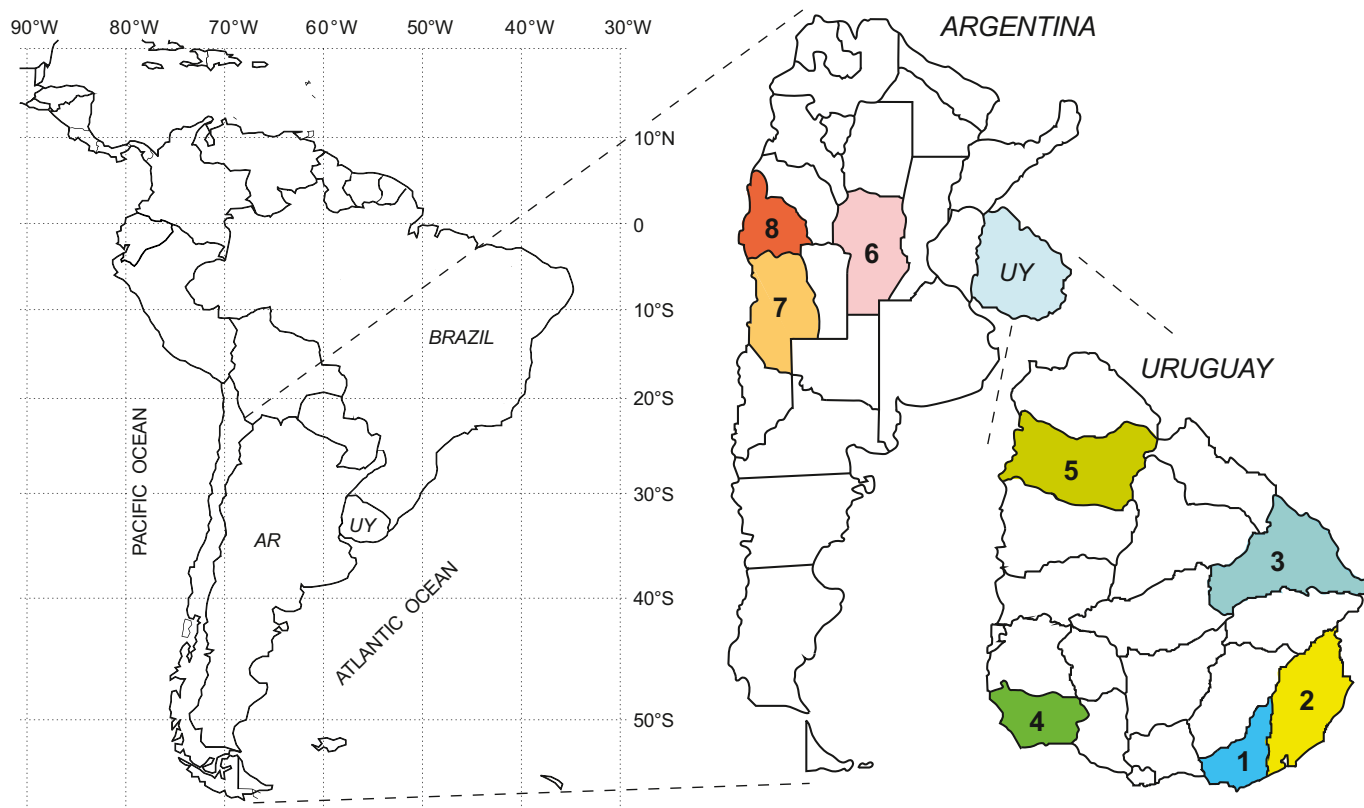 90°W 80°W 70°W 60°W 50°W 40°W 30°W
10°N
0
10°S
20°S
30°S
40°S
50°S
BRAZIL
AR
UY
PACIFIC OCEAN
ATLANTIC OCEAN
ARGENTINA
8
6
7
UY
URUGUAY
5
3
4
2
1